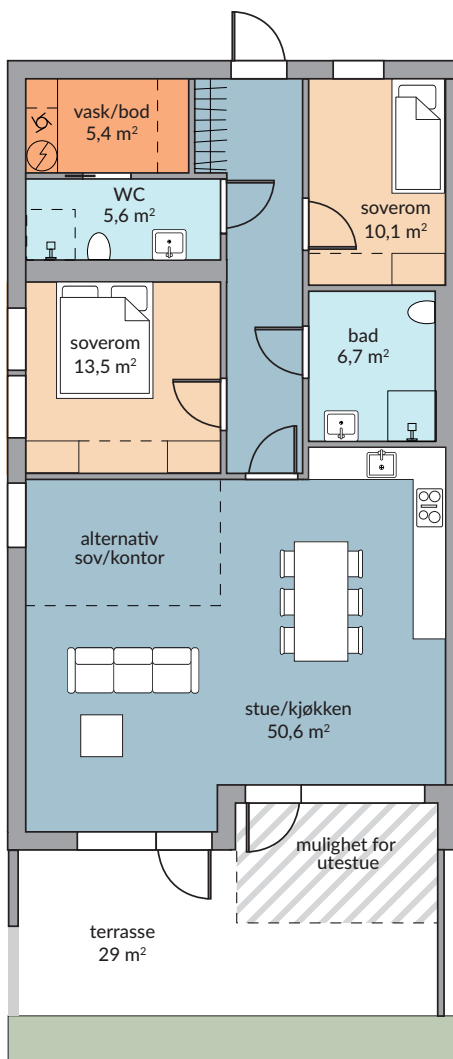 vask/bod
5,4 m²
WC
5,6 m²
soverom
10,1 m²
soverom
13,5 m²
bad
6,7 m²
alternativ
sov/kontor
stue/kjøkken
50,6 m²
mulighet for
utestue
terrasse
29 m²